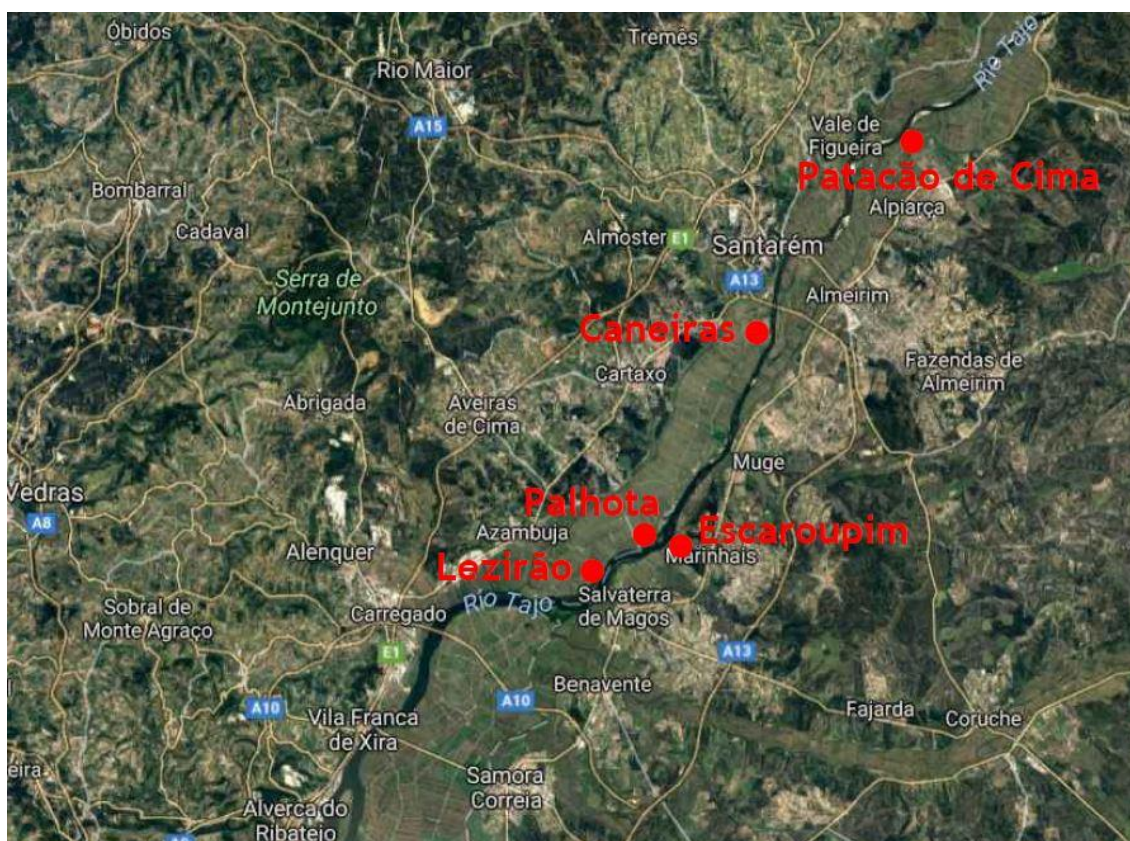 Óbidos
Tremês
Río Tajo
Rio Maior
A15
Vale de
Figueira
Patacão de Cima
Bombarral
Alpiarça
Cadaval
Almoster
E1
Santarém
Serra de
Montejunto
A13
Almeirim
Caneiras
Cartaxo
Fazendas de
Almeirim
Abrigada
Aveiras
de Cima
Muge
Vedras
A8
Palhota
Azambuja
Escaroupim
Marinhais
Alenquer
Lezirão
Río Tajo
Salvaterra
de Magos
Sobral de
Monte Agraço
Carregado
E1
A13
Benavente
A10
A10
Fajarda
Coruche
Vila Franca
de Xira
eira
Samora
Correia
Alverca do
Ribatejo